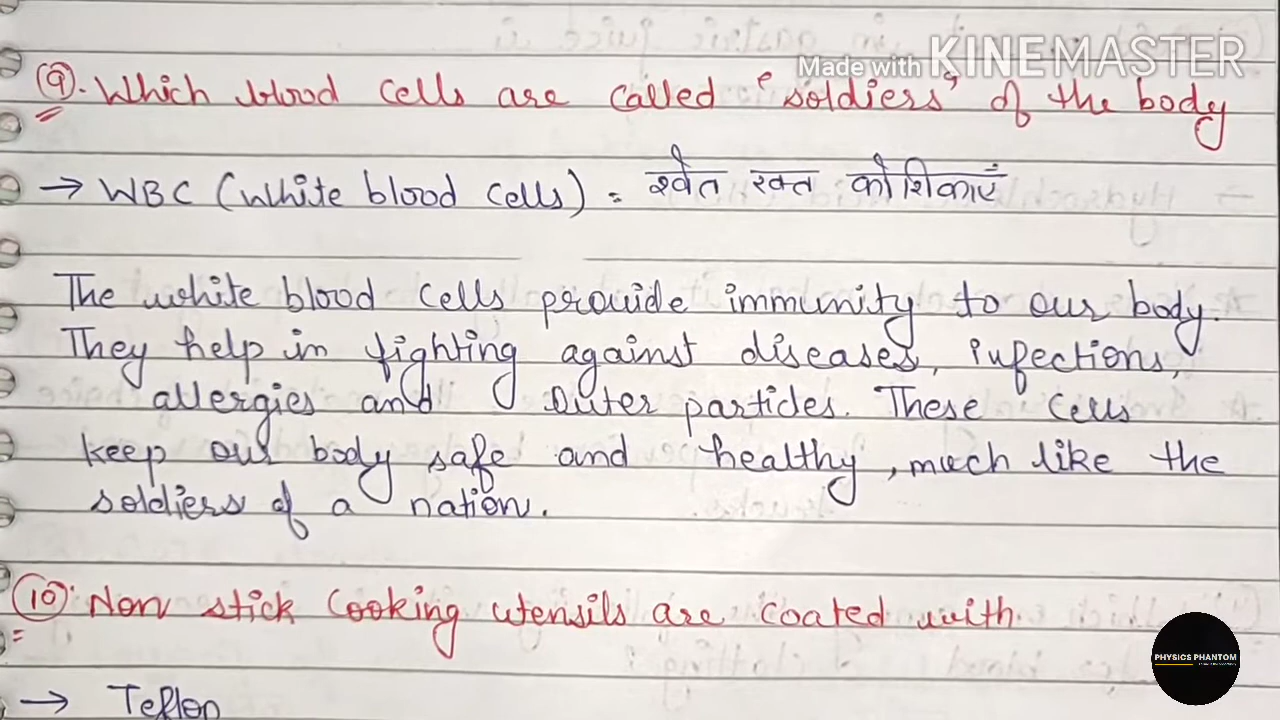 Made with KINEMASTER
(9). Which blood cells are called 'soldiers' of the body
→ WBC (White blood cells) = श्वेत रक्त कोशिकाएं
The white blood cells provide immunity to our body.
They help in fighting against diseases, infections,
allergies and outer particles. These cells
keep our body safe and healthy, much like the
soldiers of a nation.
(10). Non stick cooking utensils are coated with.
→ Teflon
PHYSICS PHANTOM